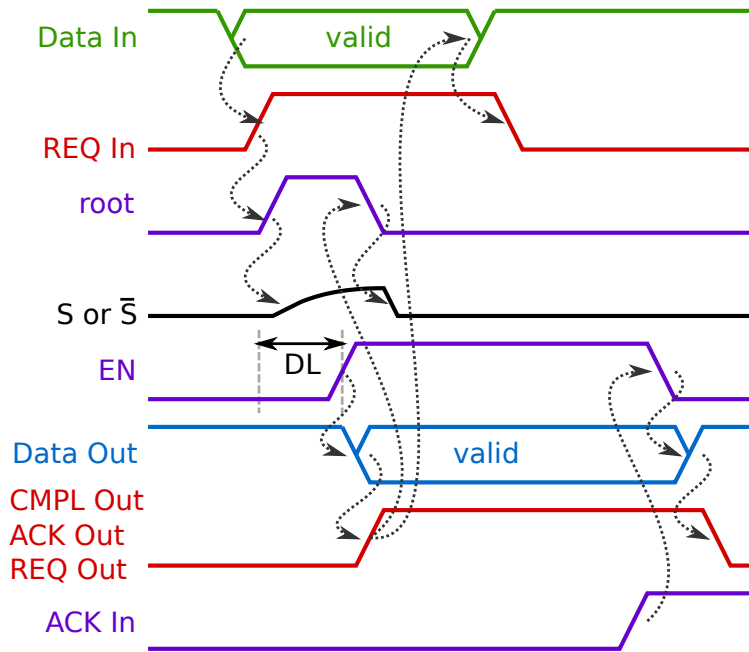 Data In
valid
REQ In
root
S or S̅
DL
EN
Data Out
valid
CMPL Out
ACK Out
REQ Out
ACK In